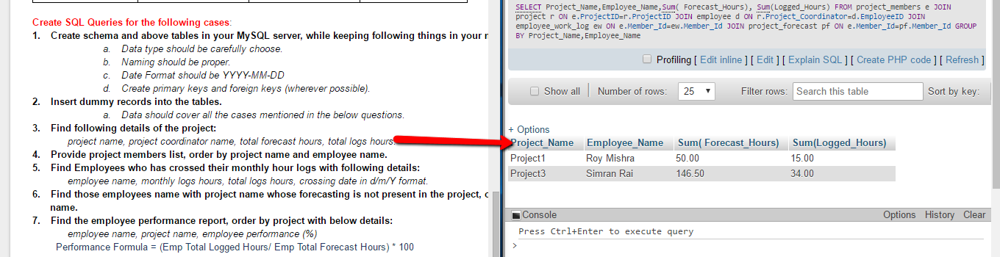 Create SQL Queries for the following cases:
1. Create schema and above tables in your MySQL server, while keeping following things in your
a. Data type should be carefully choose.
b. Naming should be proper.
c. Date Format should be YYYY-MM-DD
d. Create primary keys and foreign keys (wherever possible).
2. Insert dummy records into the tables.
a. Data should cover all the cases mentioned in the below questions.
3. Find following details of the project:
project name, project coordinator name, total forecast hours, total logs hours.
4. Provide project members list, order by project name and employee name.
5. Find Employees who has crossed their monthly hour logs with following details:
employee name, monthly logs hours, total logs hours, crossing date in d/m/Y format.
6. Find those employees name with project name whose forecasting is not present in the project,
name.
7. Find the employee performance report, order by project with below details:
employee name, project name, employee performance (%)
Performance Formula = (Emp Total Logged Hours/ Emp Total Forecast Hours) * 100
SELECT Project_Name,Employee_Name,Sum( Forecast_Hours), Sum(Logged_Hours) FROM project_members e JOIN
project r ON e.ProjectID=r.ProjectID JOIN employee d ON r.Project_Coordinator=d.EmployeeID JOIN
employee_work_log ew ON e.Member_Id=ew.Member_Id JOIN project_forecast pf ON e.Member_Id=pf.Member_Id GROUP
BY Project_Name,Employee_Name
Profiling [ Edit inline ] [ Edit ] [ Explain SQL ] [ Create PHP code ] [ Refresh ]
Show all Number of rows: 25 Filter rows: Search this table Sort by key:
+ Options
Project_Name Employee_Name Sum( Forecast_Hours) Sum(Logged_Hours)
Project1 Roy Mishra 50.00 15.00
Project3 Simran Rai 146.50 34.00
Console Options History Clear
Press Ctrl+Enter to execute query
>